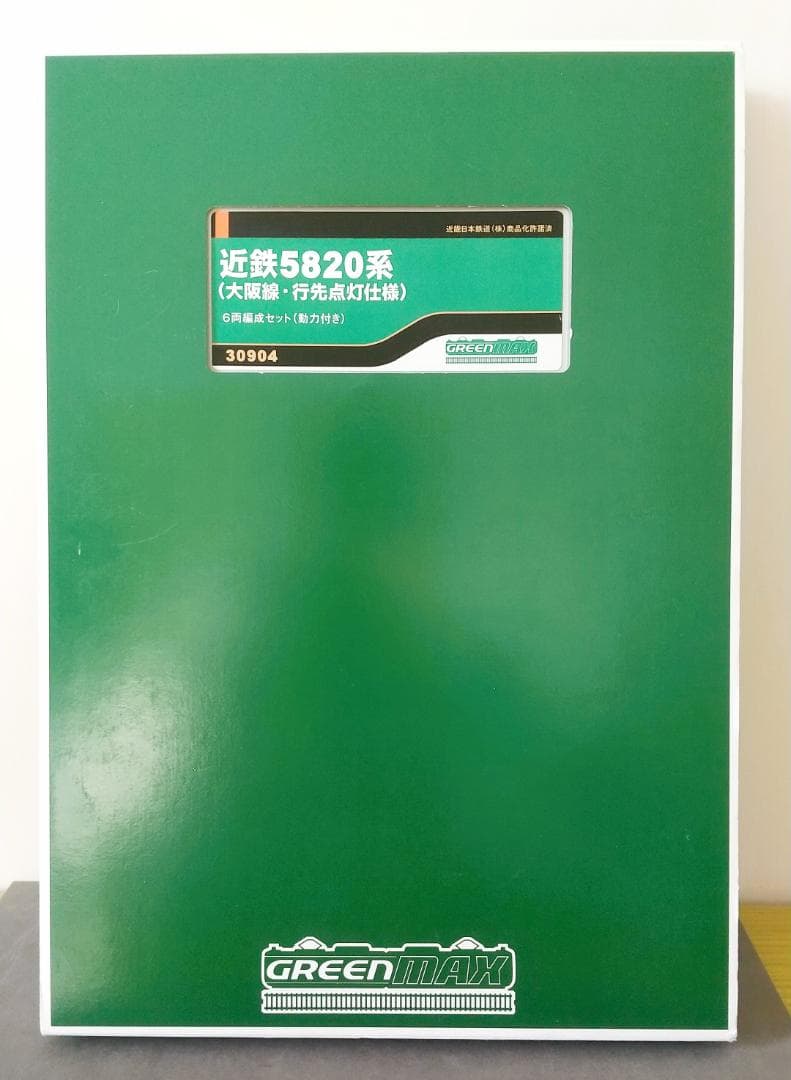 近畿日本鉄道(株)商品化許諾済
近鉄5820系
(大阪線・行先点灯仕様)
6両編成セット(動力付き)
30904
GREENMAX
GREENMAX